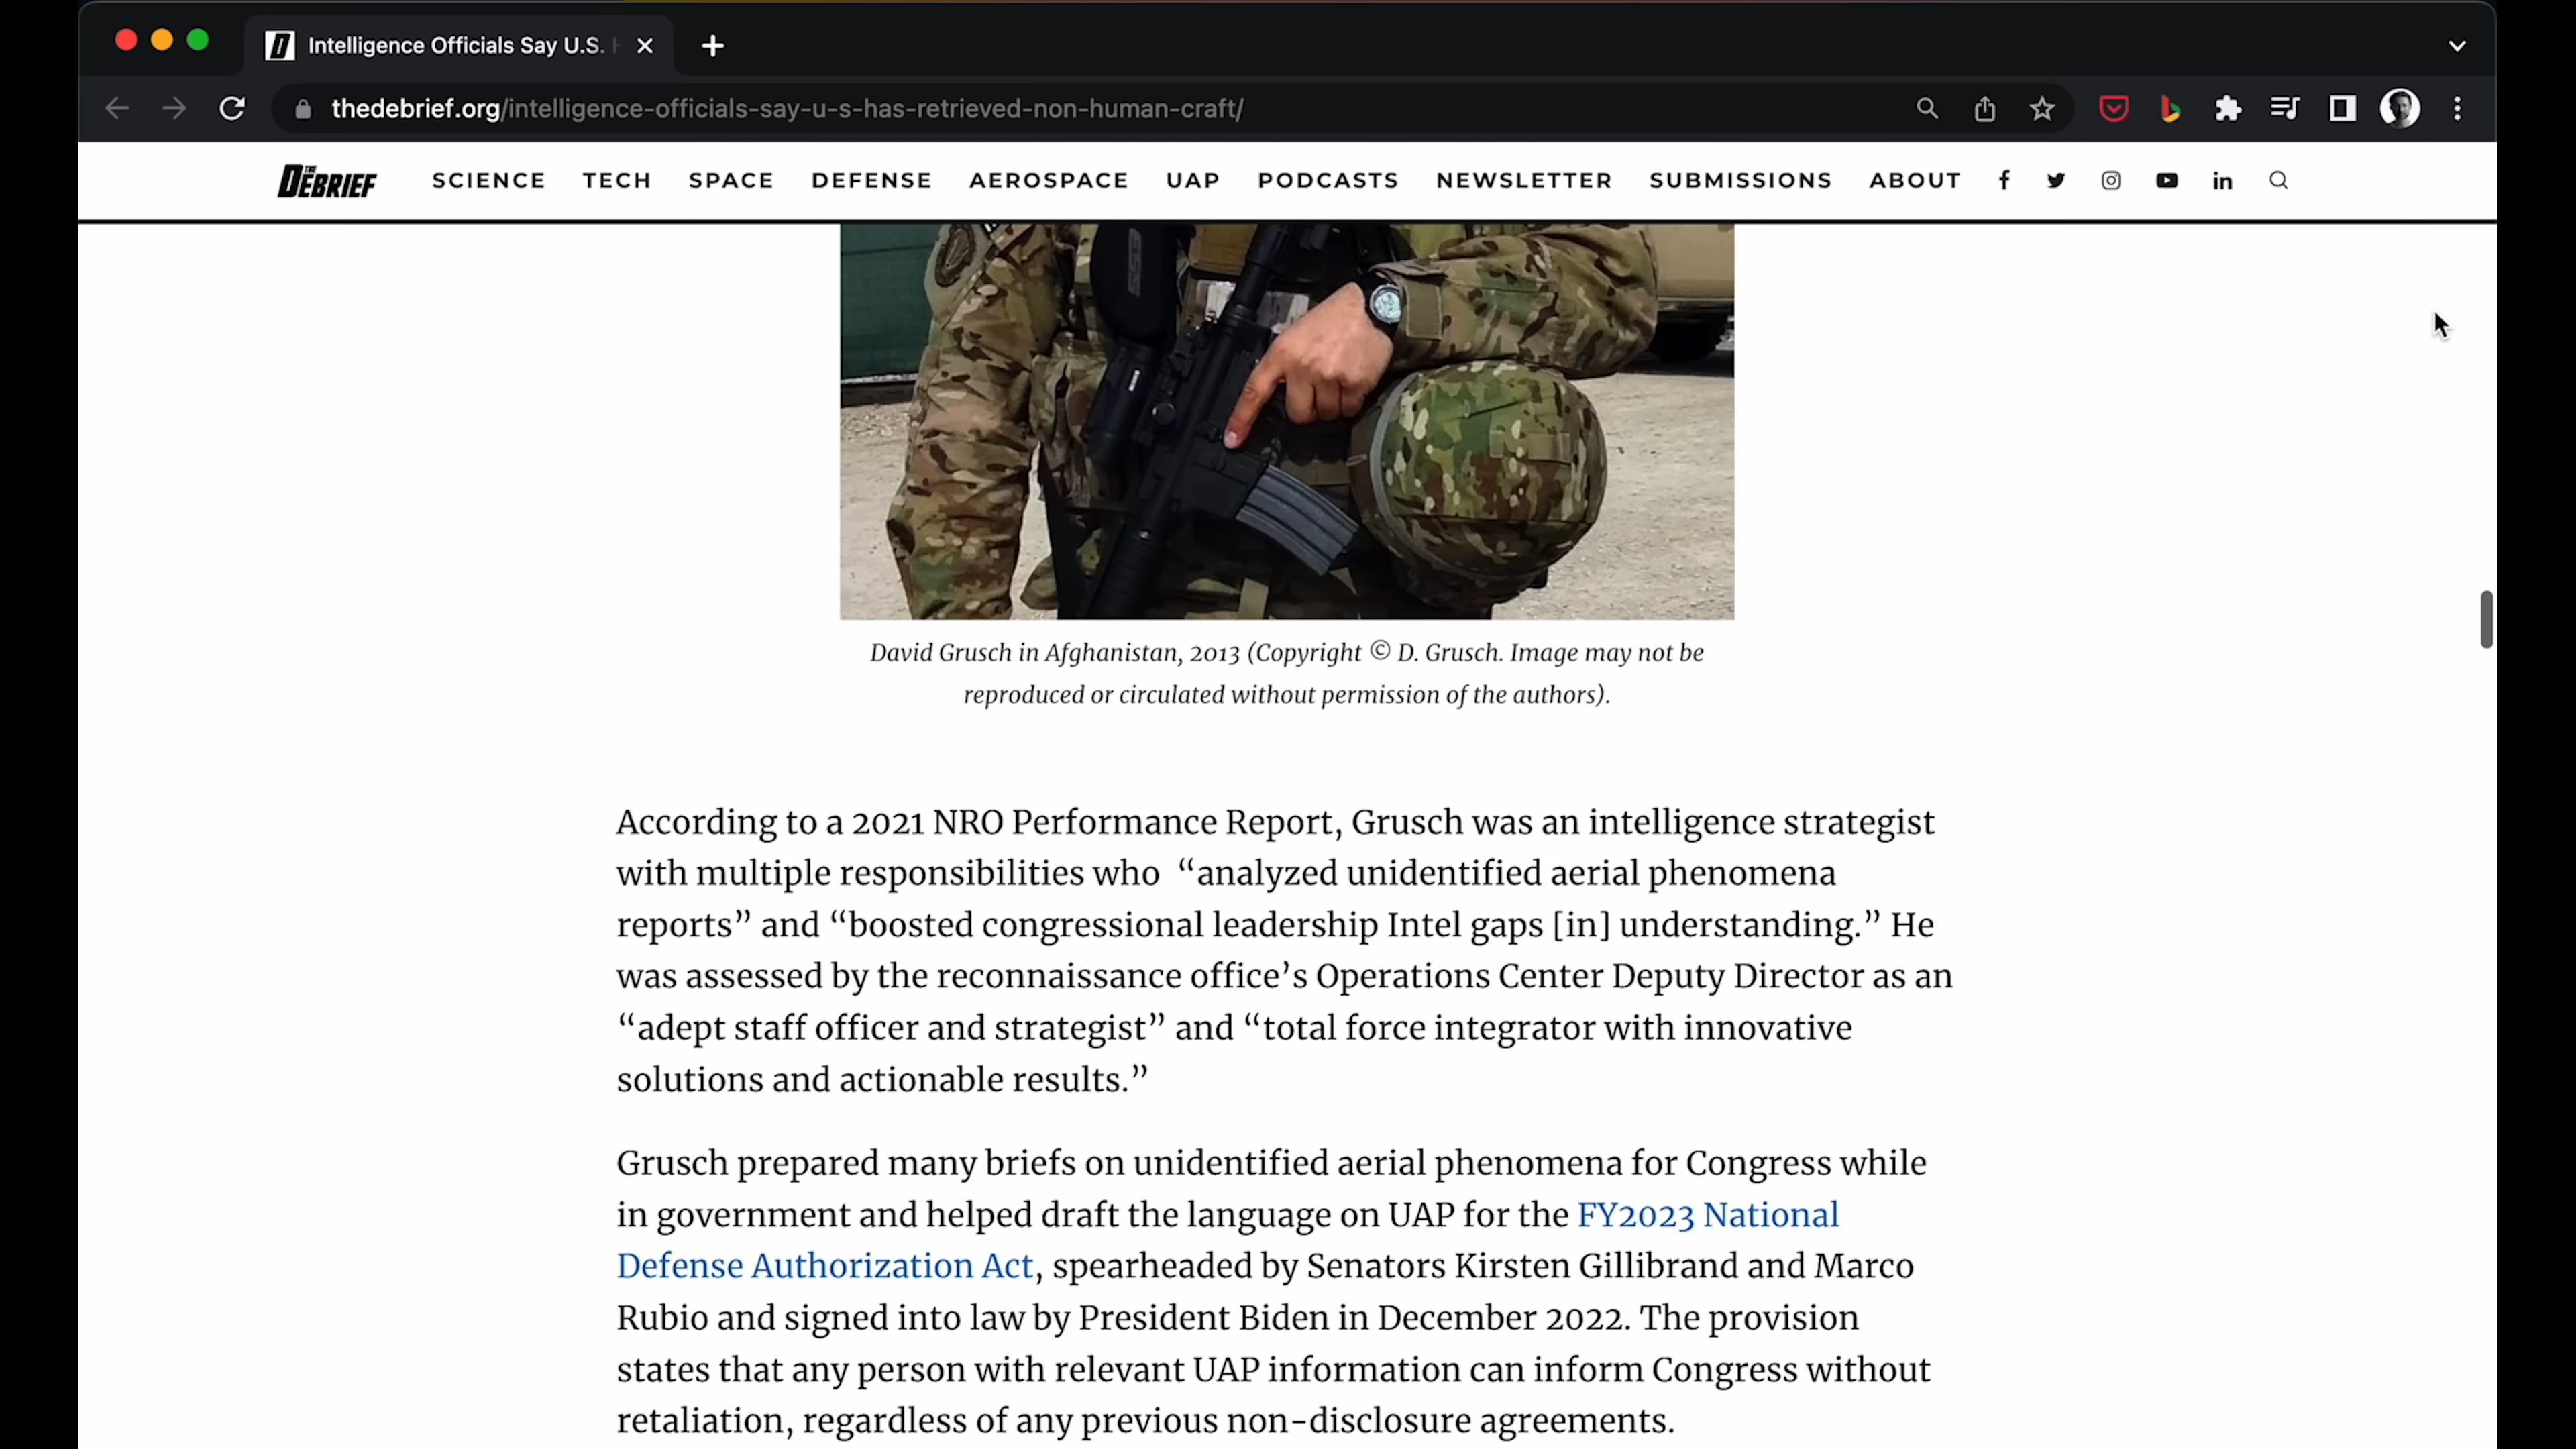 Intelligence Officials Say U.S.
thedebrief.org/intelligence-officials-say-u-s-has-retrieved-non-human-craft/
THE DEBRIEF SCIENCE TECH SPACE DEFENSE AEROSPACE UAP PODCASTS NEWSLETTER SUBMISSIONS ABOUT
David Grusch in Afghanistan, 2013 (Copyright © D. Grusch. Image may not be
reproduced or circulated without permission of the authors).
According to a 2021 NRO Performance Report, Grusch was an intelligence strategist
with multiple responsibilities who “analyzed unidentified aerial phenomena
reports” and “boosted congressional leadership Intel gaps [in] understanding.” He
was assessed by the reconnaissance office’s Operations Center Deputy Director as an
“adept staff officer and strategist” and “total force integrator with innovative
solutions and actionable results.”
Grusch prepared many briefs on unidentified aerial phenomena for Congress while
in government and helped draft the language on UAP for the FY2023 National
Defense Authorization Act, spearheaded by Senators Kirsten Gillibrand and Marco
Rubio and signed into law by President Biden in December 2022. The provision
states that any person with relevant UAP information can inform Congress without
retaliation, regardless of any previous non-disclosure agreements.